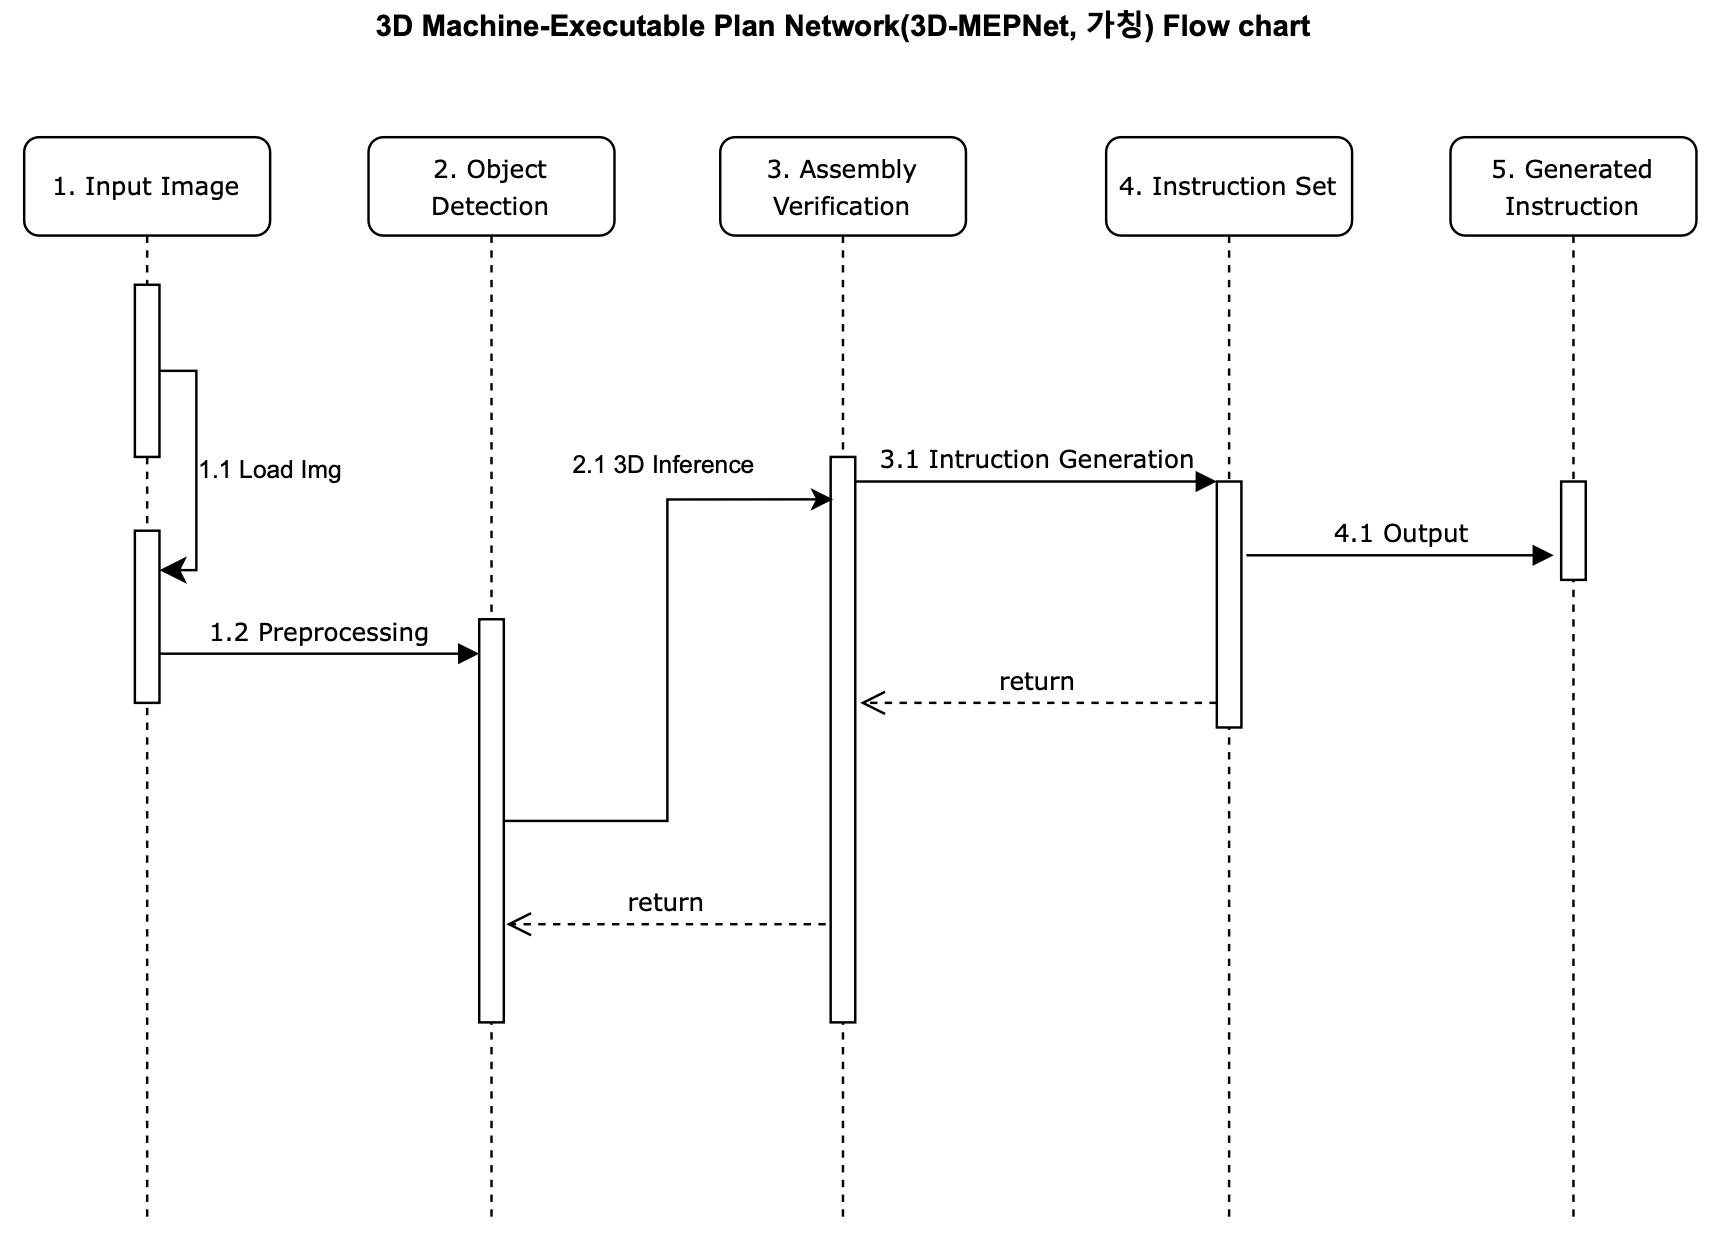 3D Machine-Executable Plan Network(3D-MEPNet, 가칭) Flow chart
1. Input Image
2. Object
Detection
3. Assembly
Verification
4. Instruction Set
5. Generated
Instruction
1.1 Load Img
2.1 3D Inference
3.1 Intruction Generation
4.1 Output
1.2 Preprocessing
return
return